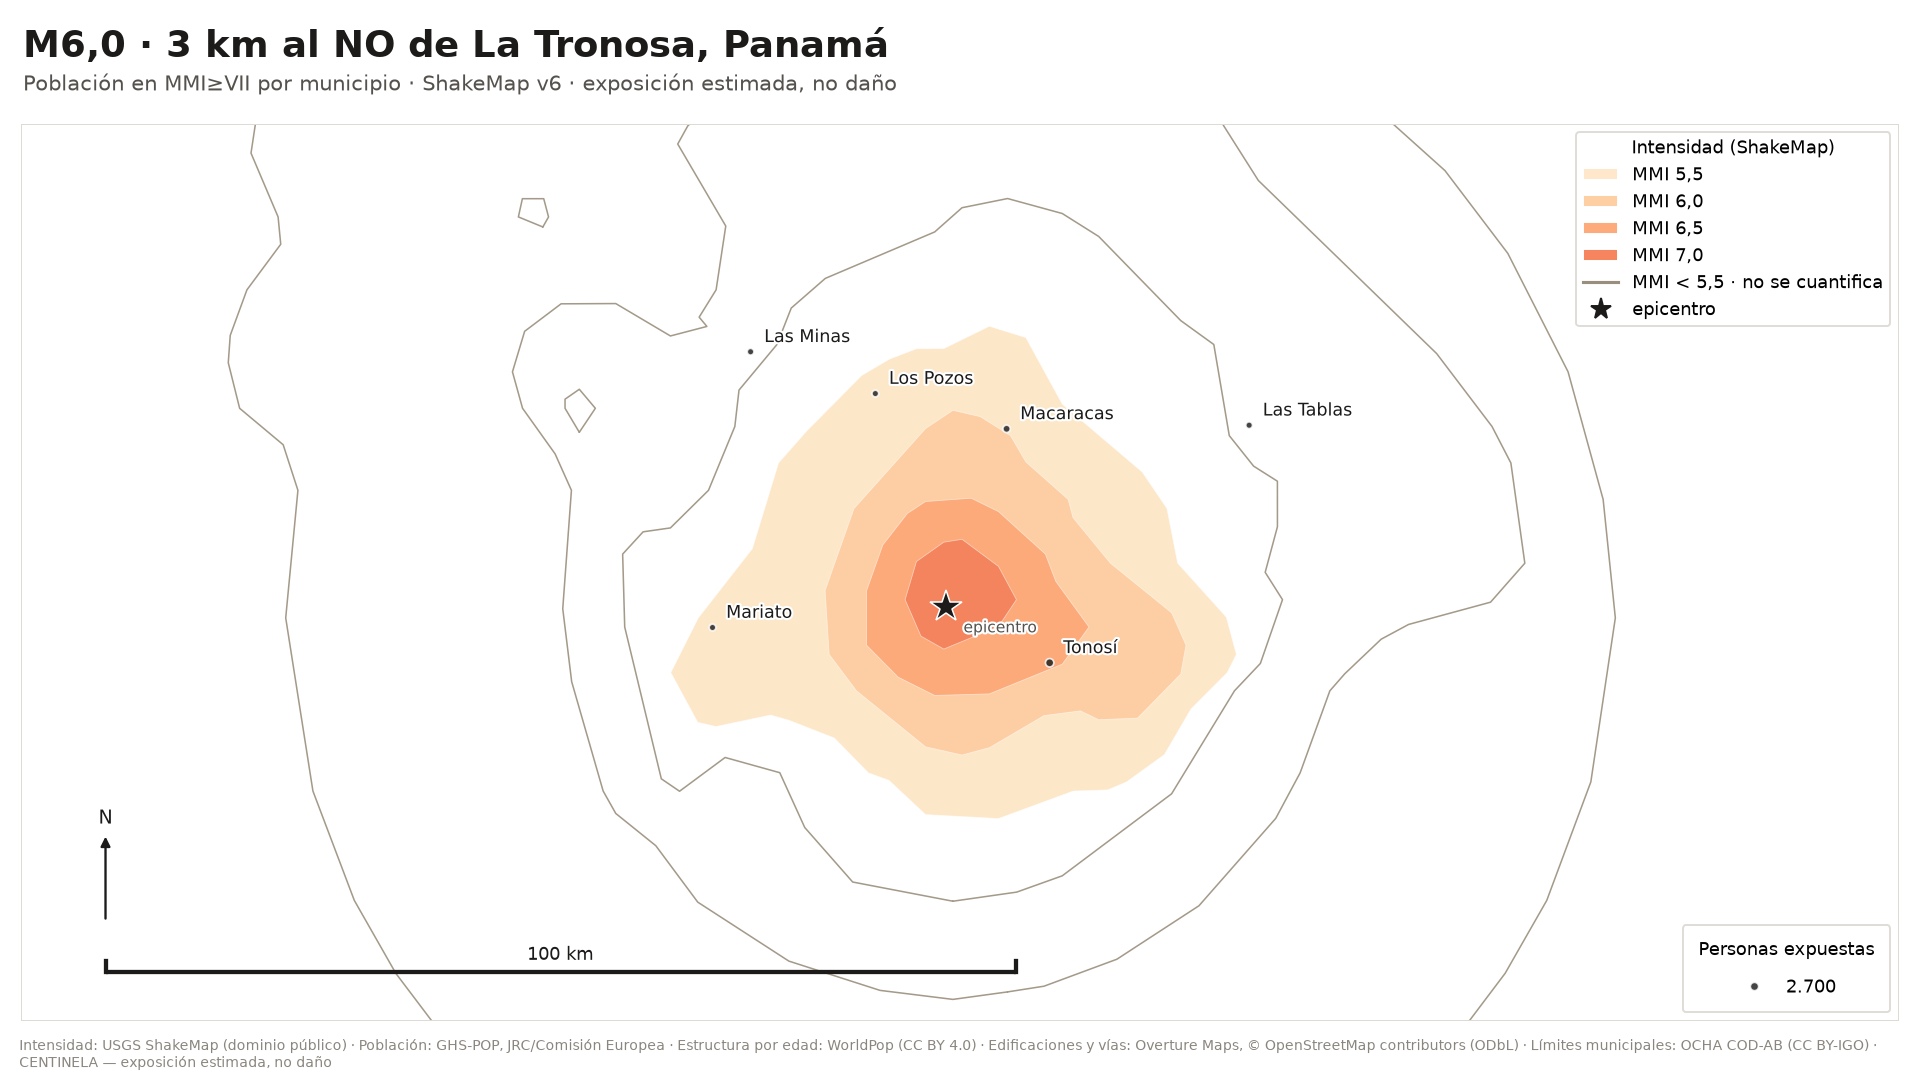 M6,0 · 3 km al NO de La Tronosa, Panamá
Población en MMI≥VII por municipio · ShakeMap v6 · exposición estimada, no daño
Intensidad (ShakeMap)
MMI 5,5
MMI 6,0
MMI 6,5
MMI 7,0
MMI < 5,5 · no se cuantifica
epicentro
Las Minas
Los Pozos
Macaracas
Las Tablas
Mariato
epicentro
Tonosí
N
100 km
Personas expuestas
2.700
Intensidad: USGS ShakeMap (dominio público) · Población: GHS-POP, JRC/Comisión Europea · Estructura por edad: WorldPop (CC BY 4.0) · Edificaciones y vías: Overture Maps, © OpenStreetMap contributors (ODbL) · Límites municipales: OCHA COD-AB (CC BY-IGO) ·
CENTINELA — exposición estimada, no daño